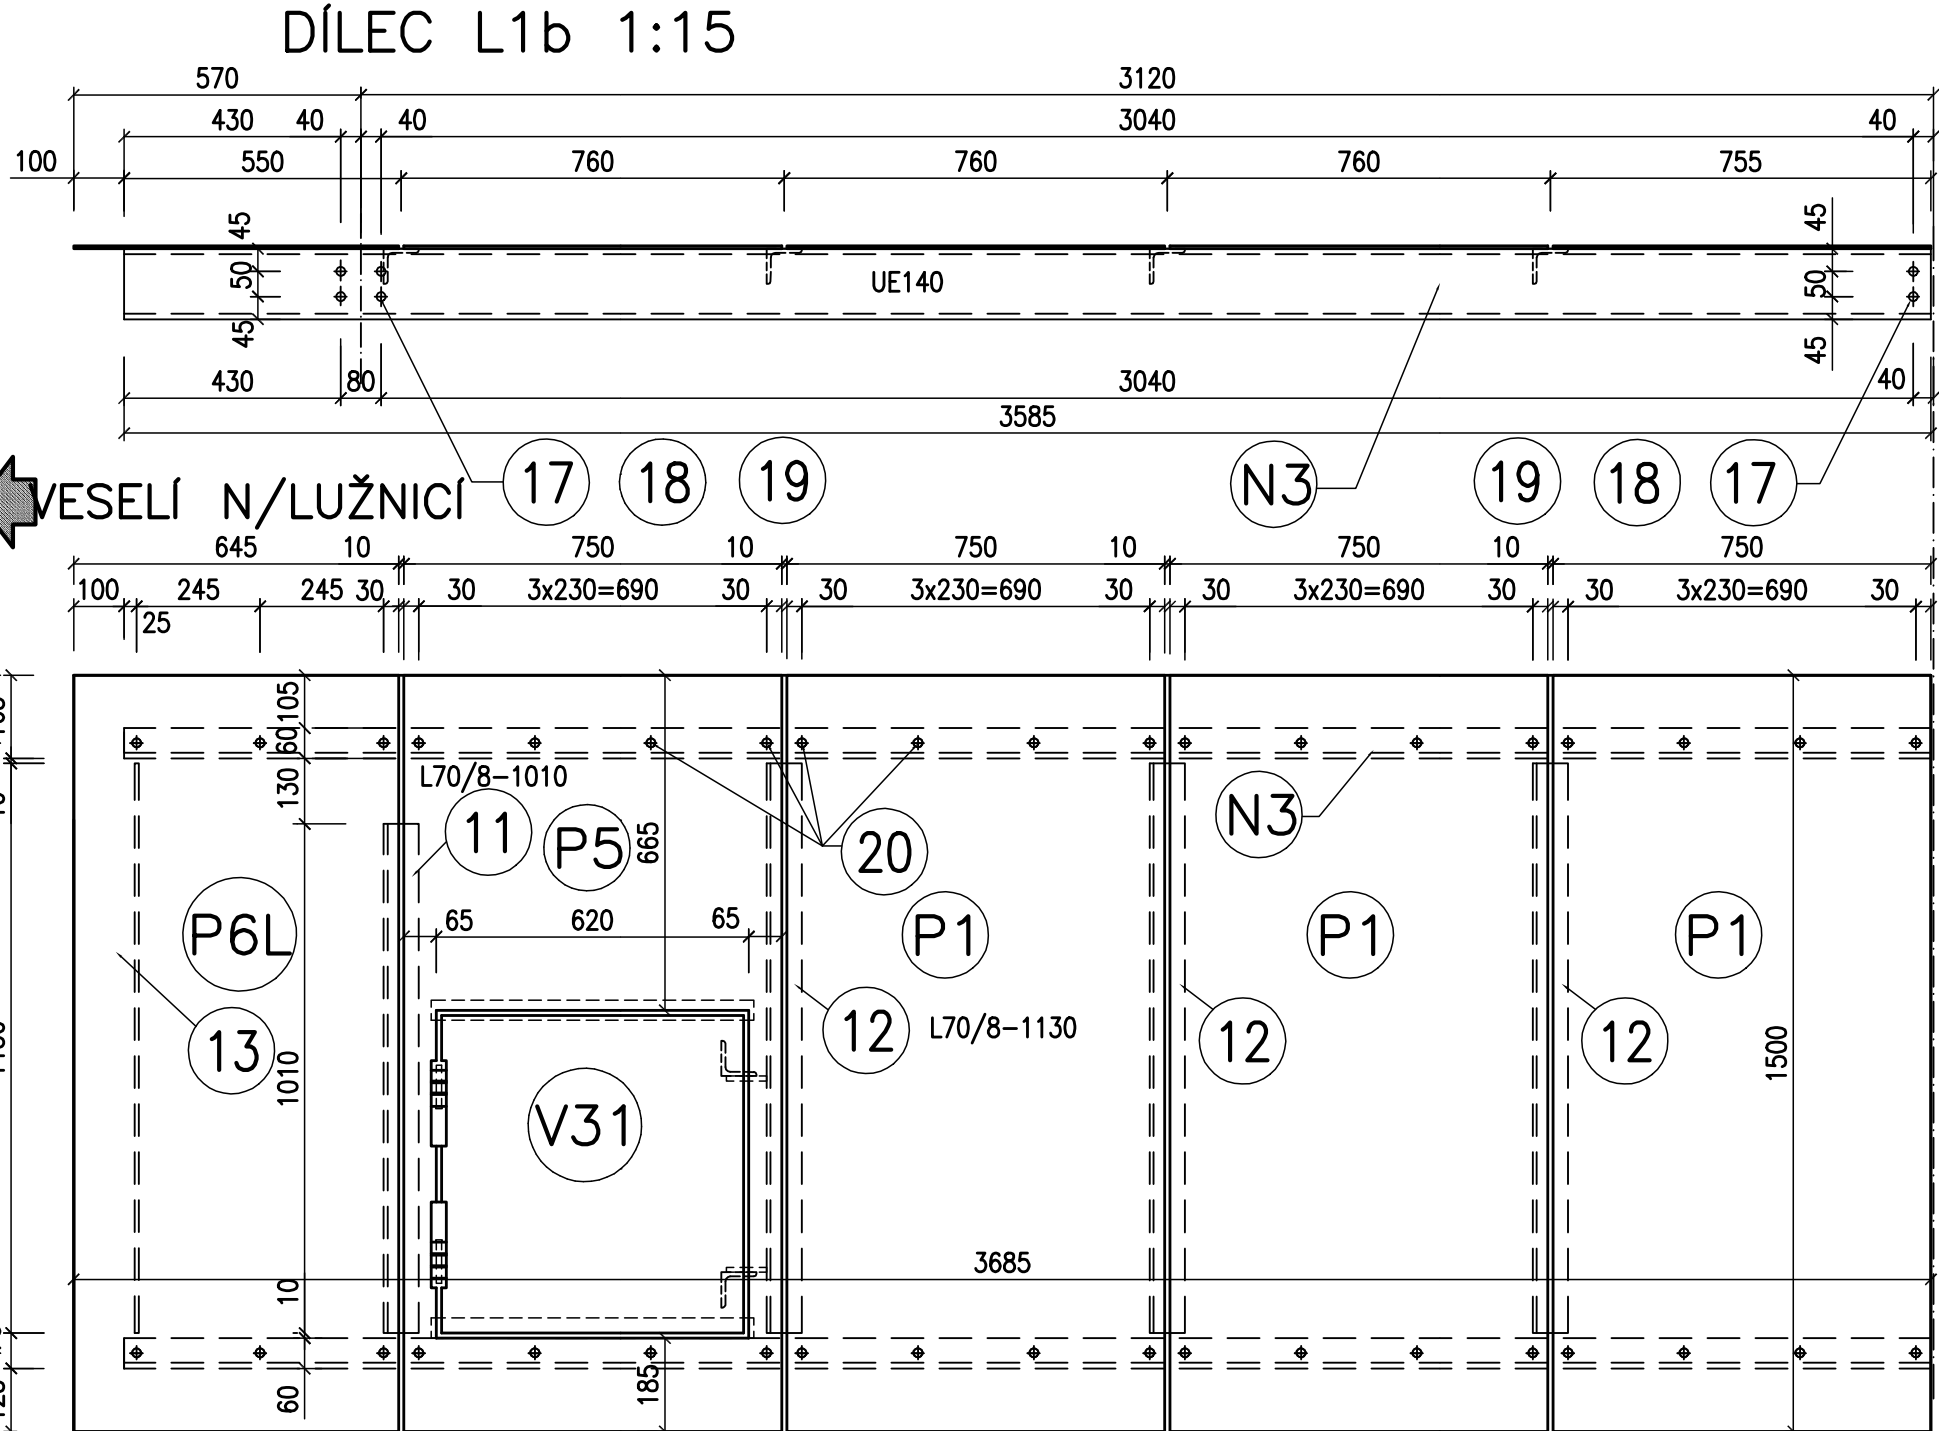 DÍLEC L1b 1:15
570 3120
430 40 40 3040 40
100 550 760 760 760 755
45 50 45
UE140
45 50 45
430 80 3040 40
3585
17 18 19 N3 19 18 17
VESELÍ N/LUŽNICÍ
645 10 750 10 750 10 750 10 750
100 245 245 30 30 3x230=690 30 30 3x230=690 30 30 3x230=690 30 30 3x230=690 30
25
105
60
130
L70/8-1010
11 P5 665 20 N3
P6L 65 620 65 P1 P1 P1
13 12 L70/8-1130 12 12
1010 V31 1500
3685
10
60 185